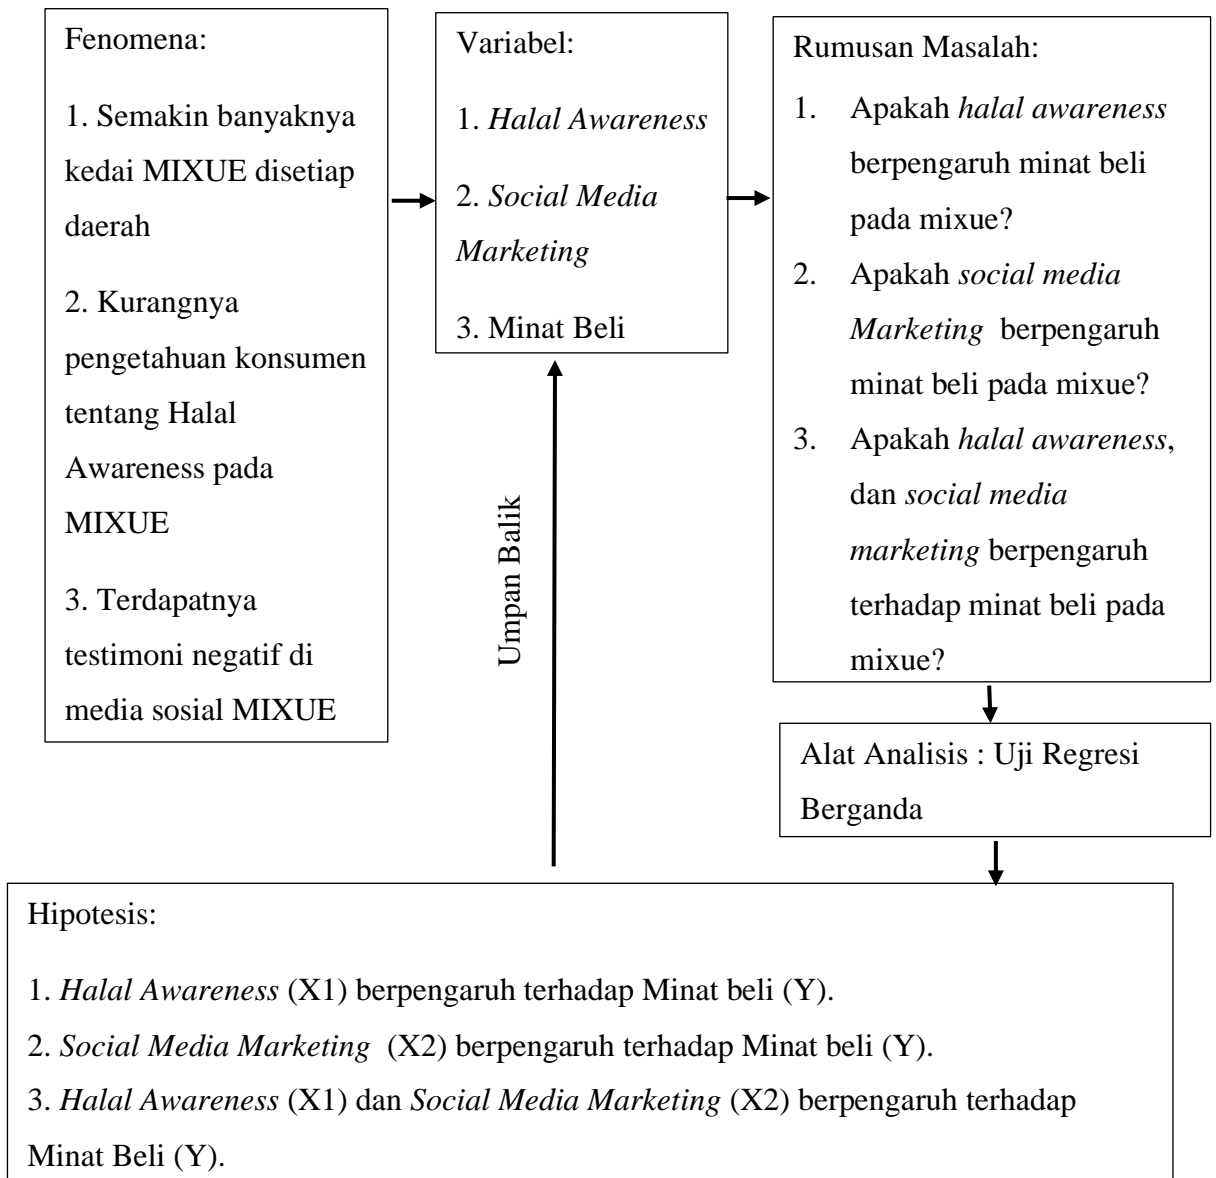 Fenomena:
1. Semakin banyaknya
kedai MIXUE disetiap
daerah
2. Kurangnya
pengetahuan konsumen
tentang Halal
Awareness pada
MIXUE
3. Terdapatnya
testimoni negatif di
media sosial MIXUE
Variabel:
1. Halal Awareness
2. Social Media
Marketing
3. Minat Beli
Rumusan Masalah:
1. Apakah halal awareness
berpengaruh minat beli
pada mixue?
2. Apakah social media
Marketing berpengaruh
minat beli pada mixue?
3. Apakah halal awareness,
dan social media
marketing berpengaruh
terhadap minat beli pada
mixue?
Umpan Balik
Alat Analisis : Uji Regresi
Berganda
Hipotesis:
1. Halal Awareness (X1) berpengaruh terhadap Minat beli (Y).
2. Social Media Marketing (X2) berpengaruh terhadap Minat beli (Y).
3. Halal Awareness (X1) dan Social Media Marketing (X2) berpengaruh terhadap
Minat Beli (Y).